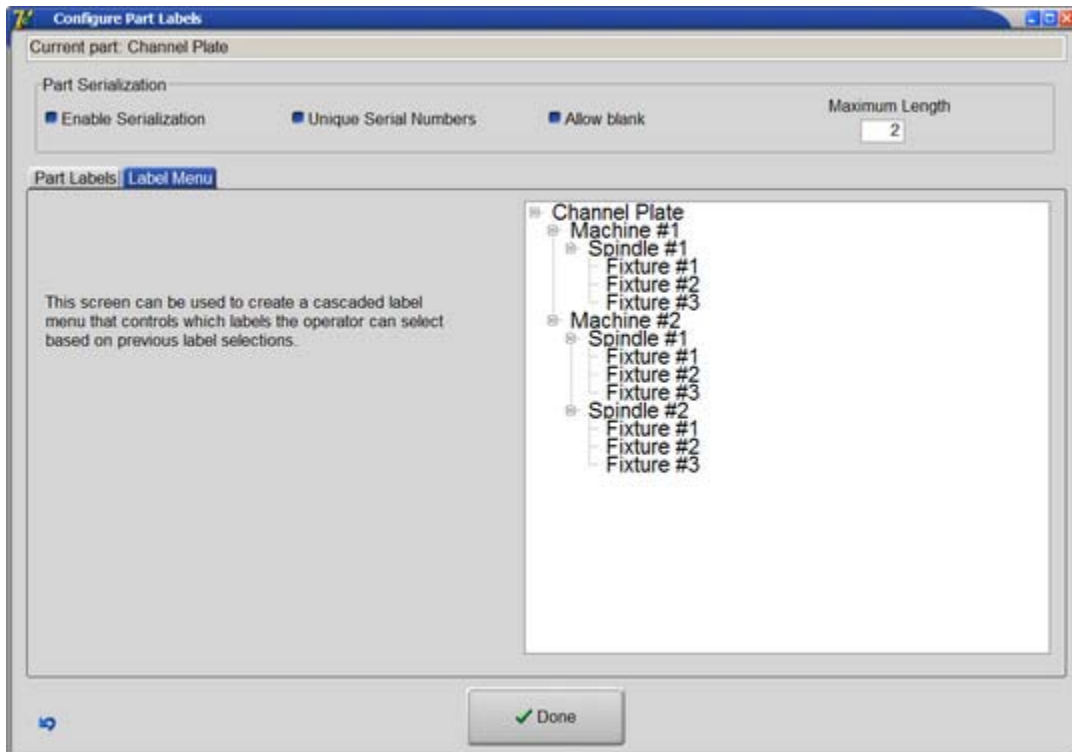 Configure Part Labels
Current part: Channel Plate
Part Serialization
Enable Serialization
Unique Serial Numbers
Allow blank
Maximum Length
2
Part Labels
Label Menu
This screen can be used to create a cascaded label
menu that controls which labels the operator can select
based on previous label selections.
Channel Plate
Machine #1
Spindle #1
Fixture #1
Fixture #2
Fixture #3
Machine #2
Spindle #1
Fixture #1
Fixture #2
Fixture #3
Spindle #2
Fixture #1
Fixture #2
Fixture #3
Done